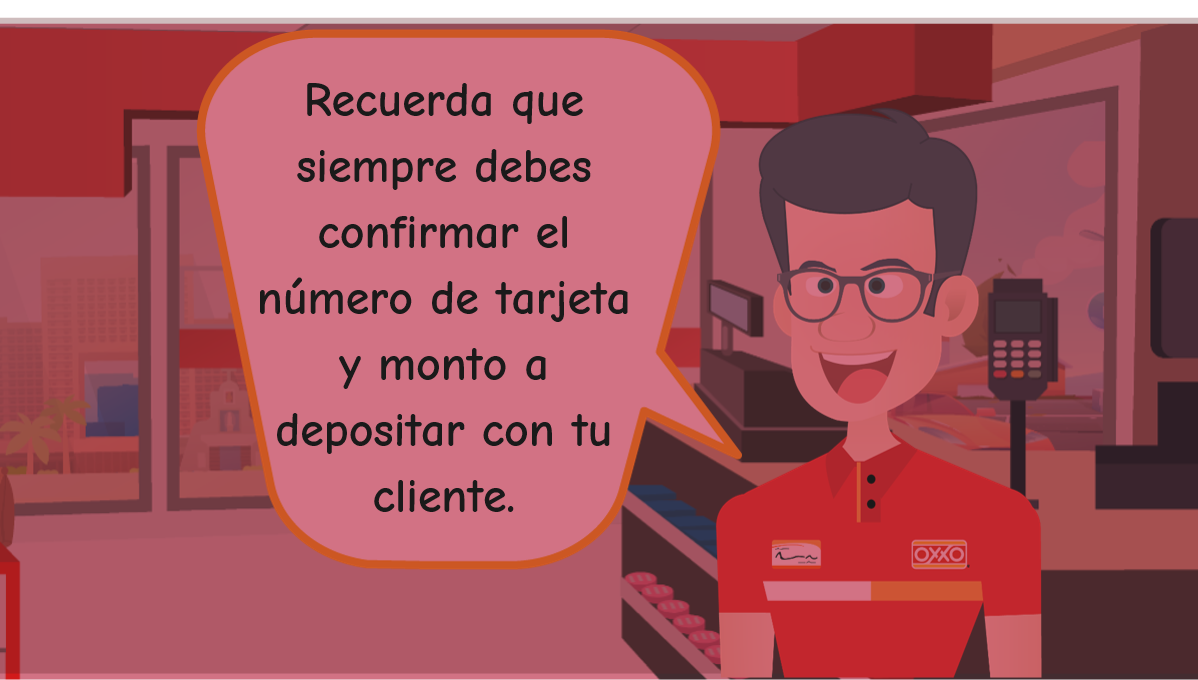 Recuerda que
siempre debes
confirmar el
número de tarjeta
y monto a
depositar con tu
cliente.
OXXO